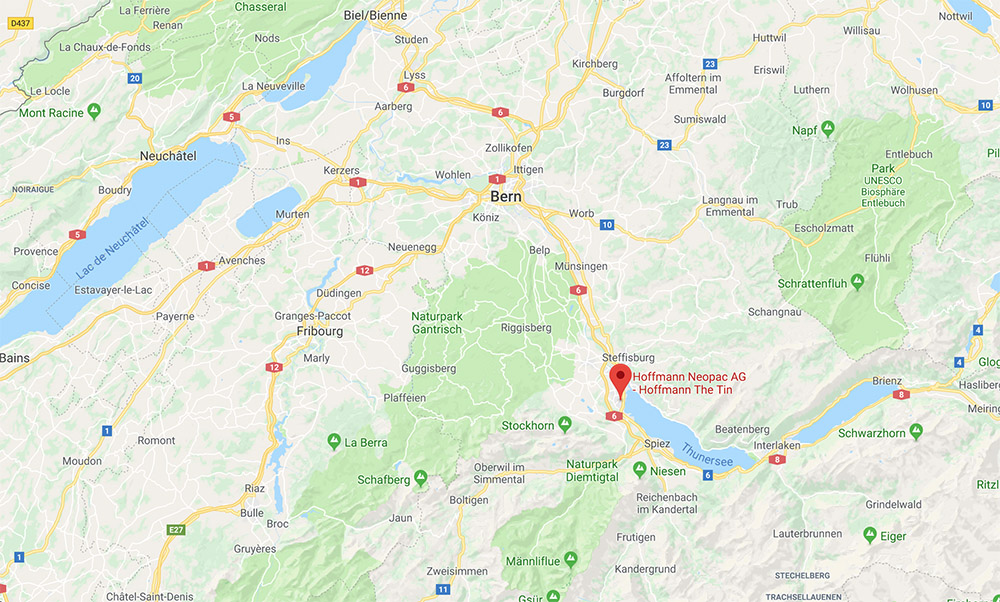 La Ferrière
Chasseral
Biel/Bienne
Nottwil
D437
Renan
Nods
Studen
Huttwil
Willisau
La Chaux-de-Fonds
Kirchberg
23
Eriswil
20
Lyss
Affoltern im
Emmental
Le Locle
La Neuveville
6
Burgdorf
Luthern
Wolhusen
Mont Racine
5
Aarberg
6
Sumiswald
10
Napf
Neuchâtel
Ins
Zollikofen
23
Entlebuch
Kerzers
Ittigen
Park
UNESCO
Biosphäre
Entlebuch
NOIRAIGUE
Boudry
1
Wohlen
1
Bern
Langnau im
Emmental
Trub
Murten
Köniz
Worb
10
Escholzmatt
5
Lac de Neuchâtel
Neuenegg
Belp
Provence
1
Avenches
12
Münsingen
Flühli
Concise
Estavayer-le-Lac
Düdingen
6
Schrattenfluh
Payerne
Granges-Paccot
Naturpark
Gantrisch
Schangnau
Fribourg
Riggisberg
4
Bains
Marly
Steffisburg
4
12
Guggisberg
Hoffmann Neopac AG
- Hoffmann The Tin
Brienz
8
Plaffeien
6
1
Stockhorn
Beatenberg
Schwarzhorn
Romont
La Berra
Spiez
Thunersee
Interlaken
8
Moudon
Oberwil im
Simmental
Naturpark
Diemtigtal
Niesen
6
Schafberg
Riaz
Boltigen
Reichenbach
im Kandertal
Grindelwald
Bulle
Broc
Jaun
E27
Frutigen
Lauterbrunnen
Eiger
Gruyères
1
Männliflue
Zweisimmen
Kandergrund
STECHELBERG
11
Châtel-Saint-Denis
Gsür
TRACHSELLAUENEN